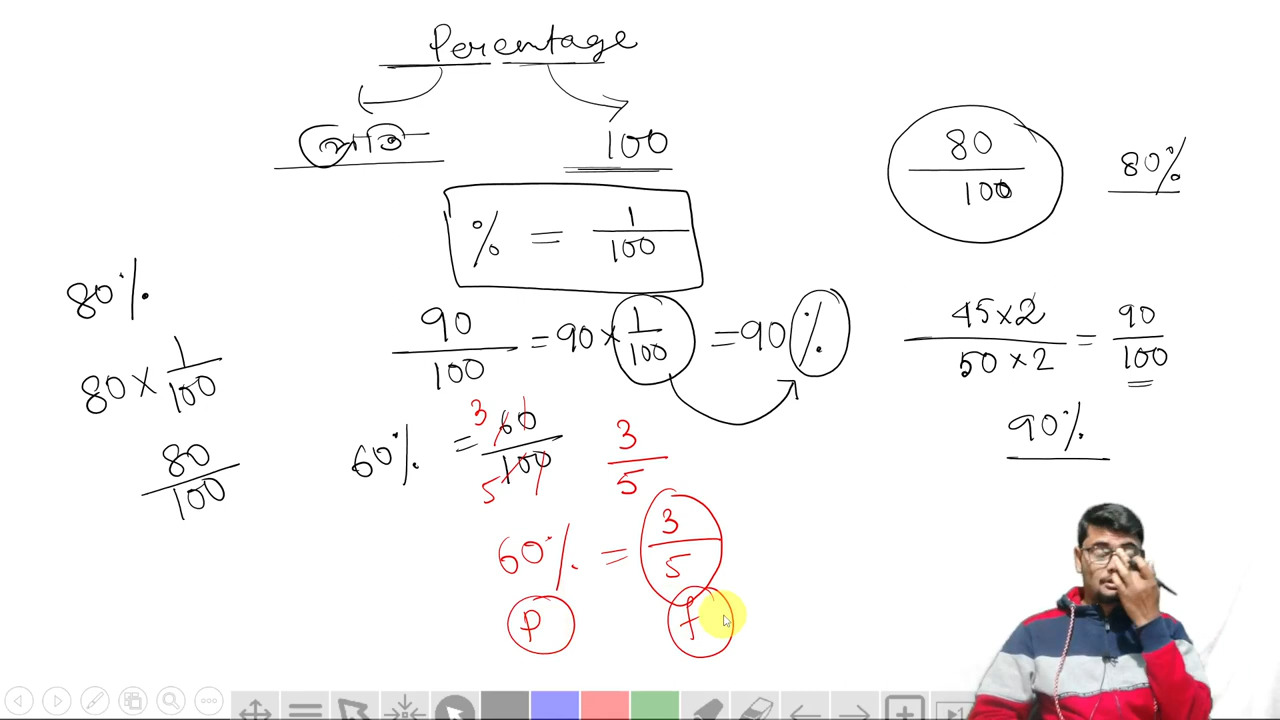 Percentage
প্রতি 100
% = 1/100
80/100 80%
80%
80 × 1/100
80/100
90/100 = 90 × 1/100 = 90%
45×2/50×2 = 90/100
90%
60% = 60/100 3/5
3
5
60% = 3/5
P f